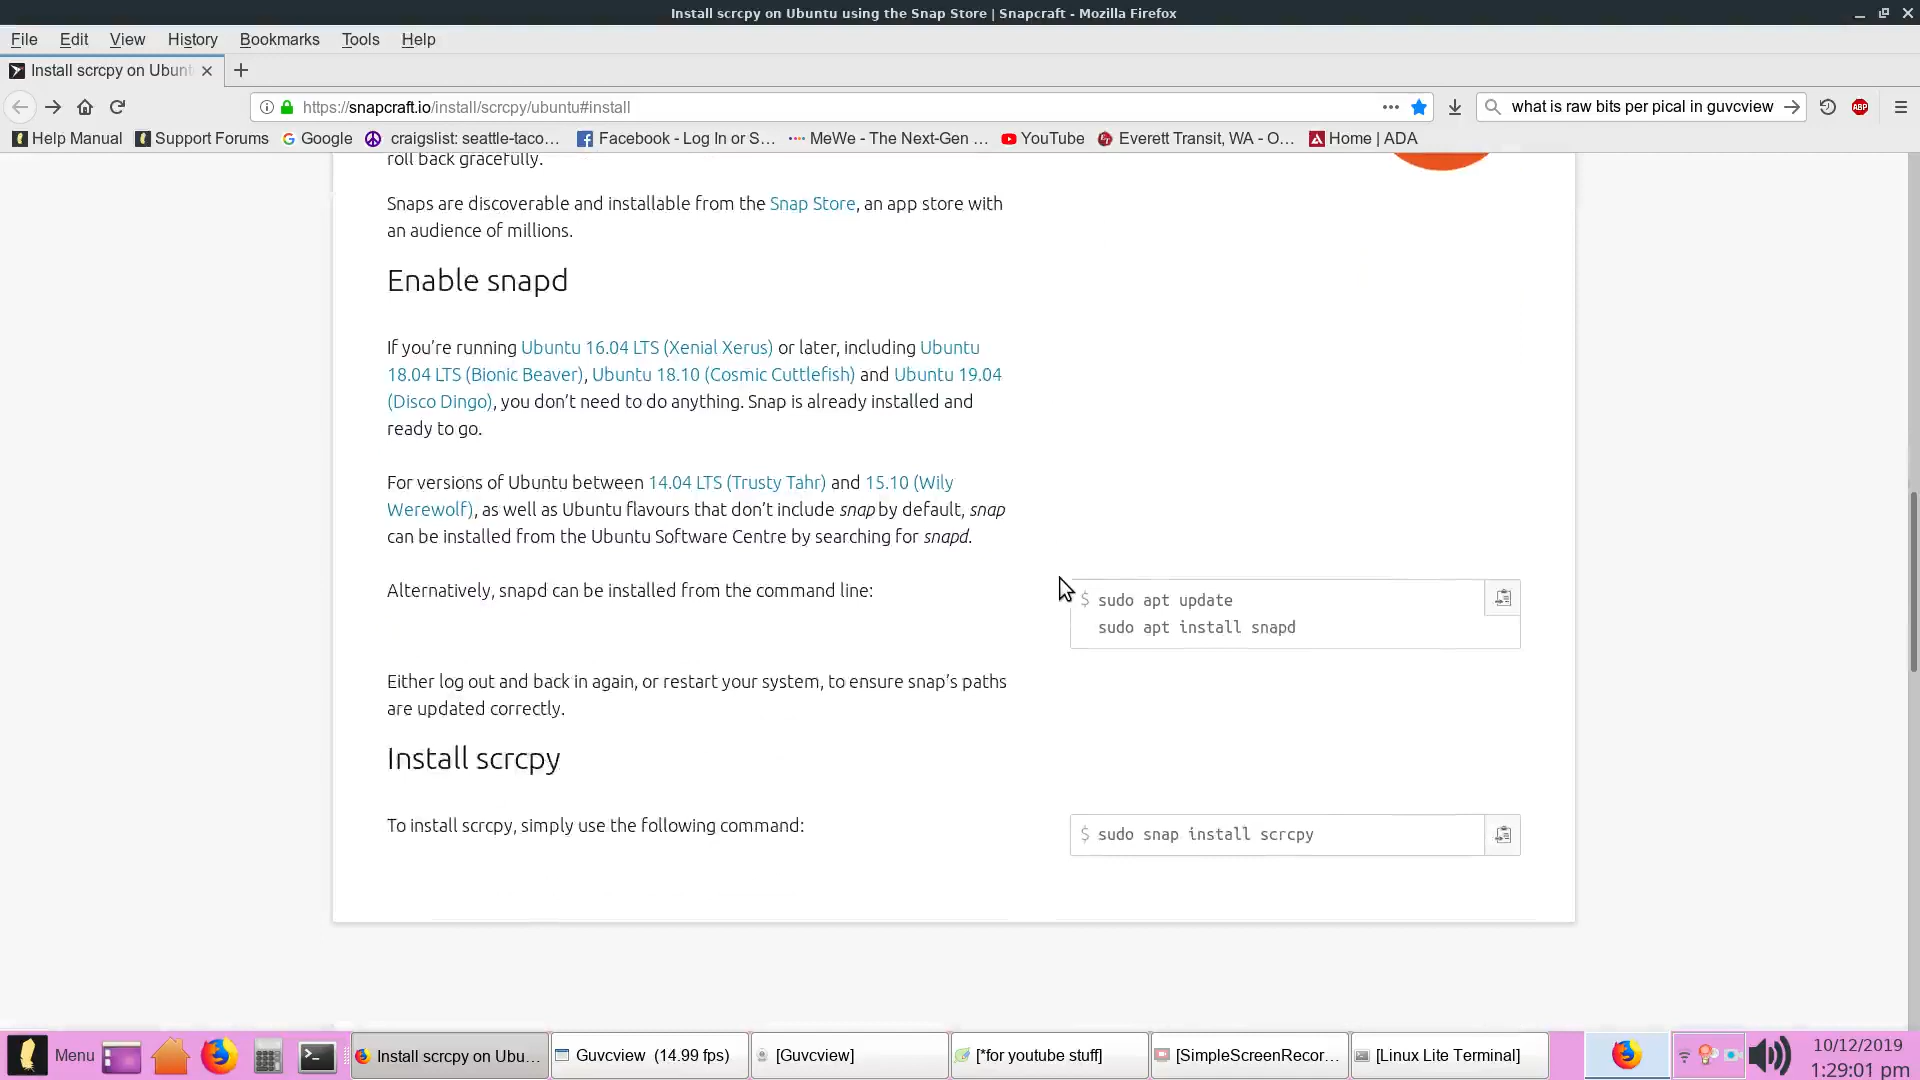 Install scrcpy on Ubuntu using the Snap Store | Snapcraft - Mozilla Firefox
File Edit View History Bookmarks Tools Help
Install scrcpy on Ubunt
https://snapcraft.io/install/scrcpy/ubuntu#install
what is raw bits per pical in guvcview
Help Manual Support Forums Google craigslist: seattle-taco... Facebook - Log In or S... MeWe - The Next-Gen ... YouTube Everett Transit, WA - O... Home | ADA
ABP
roll back gracefully.
Snaps are discoverable and installable from the Snap Store, an app store with
an audience of millions.
Enable snapd
If you’re running Ubuntu 16.04 LTS (Xenial Xerus) or later, including Ubuntu
18.04 LTS (Bionic Beaver), Ubuntu 18.10 (Cosmic Cuttlefish) and Ubuntu 19.04
(Disco Dingo), you don’t need to do anything. Snap is already installed and
ready to go.
For versions of Ubuntu between 14.04 LTS (Trusty Tahr) and 15.10 (Wily
Werewolf), as well as Ubuntu flavours that don’t include snap by default, snap
can be installed from the Ubuntu Software Centre by searching for snapd.
Alternatively, snapd can be installed from the command line:
$ sudo apt update
sudo apt install snapd
Either log out and back in again, or restart your system, to ensure snap’s paths
are updated correctly.
Install scrcpy
To install scrcpy, simply use the following command:
$ sudo snap install scrcpy
Menu
Install scrcpy on Ubu...
Guvcview (14.99 fps)
[Guvcview]
[*for youtube stuff]
[SimpleScreenRecor...
[Linux Lite Terminal]
10/12/2019
1:29:01 pm